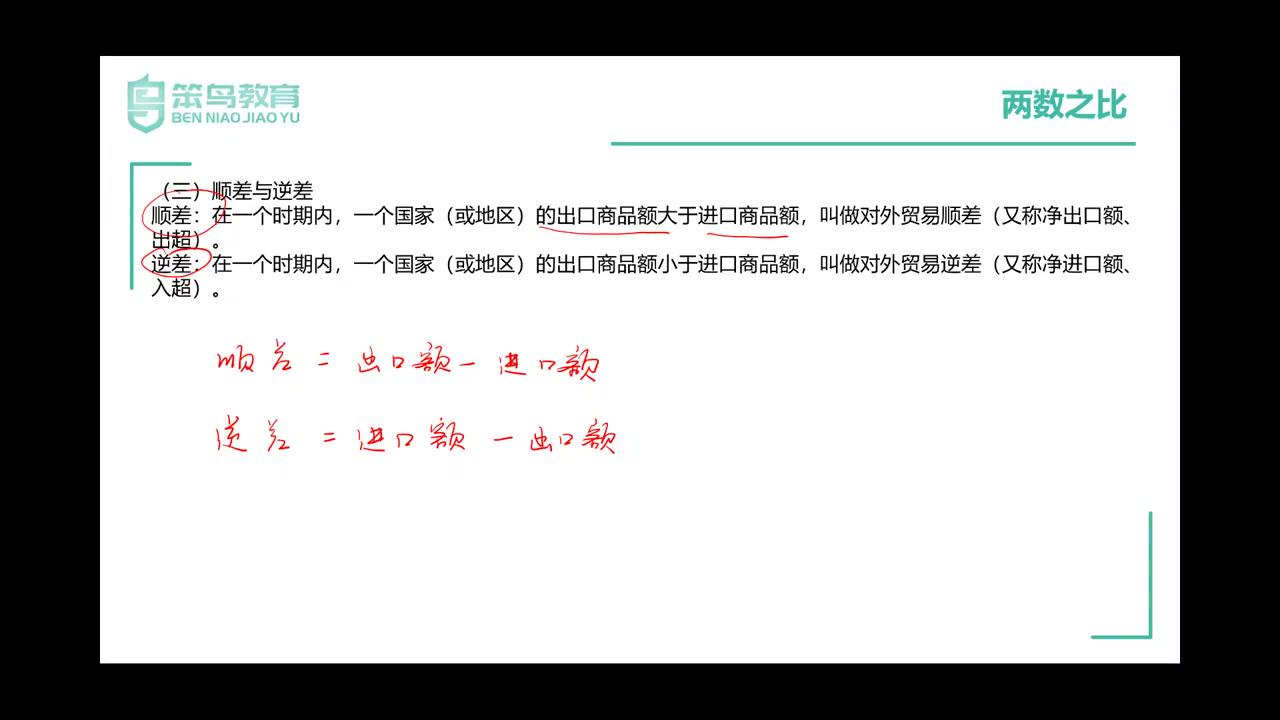 笨鸟教育
BEN NIAO JIAO YU
两数之比
（三）顺差与逆差
顺差：在一个时期内，一个国家（或地区）的出口商品额大于进口商品额，叫做对外贸易顺差（又称净出口额、
出超）。
逆差：在一个时期内，一个国家（或地区）的出口商品额小于进口商品额，叫做对外贸易逆差（又称净进口额、
入超）。
顺差 = 出口额 - 进口额
逆差 = 进口额 - 出口额